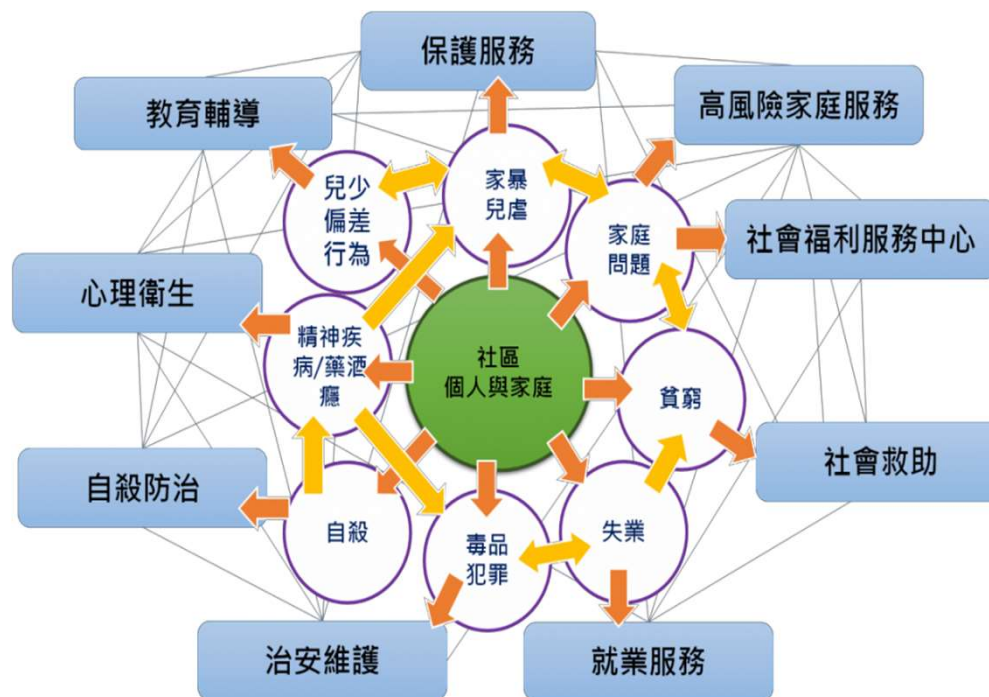 保護服務
教育輔導
高風險家庭服務
兒少
偏差
行為
家暴
兒虐
家庭
問題
社會福利服務中心
心理衛生
精神疾
病/藥酒
癮
社區
個人與家庭
貧窮
自殺防治
社會救助
自殺
毒品
犯罪
失業
治安維護
就業服務